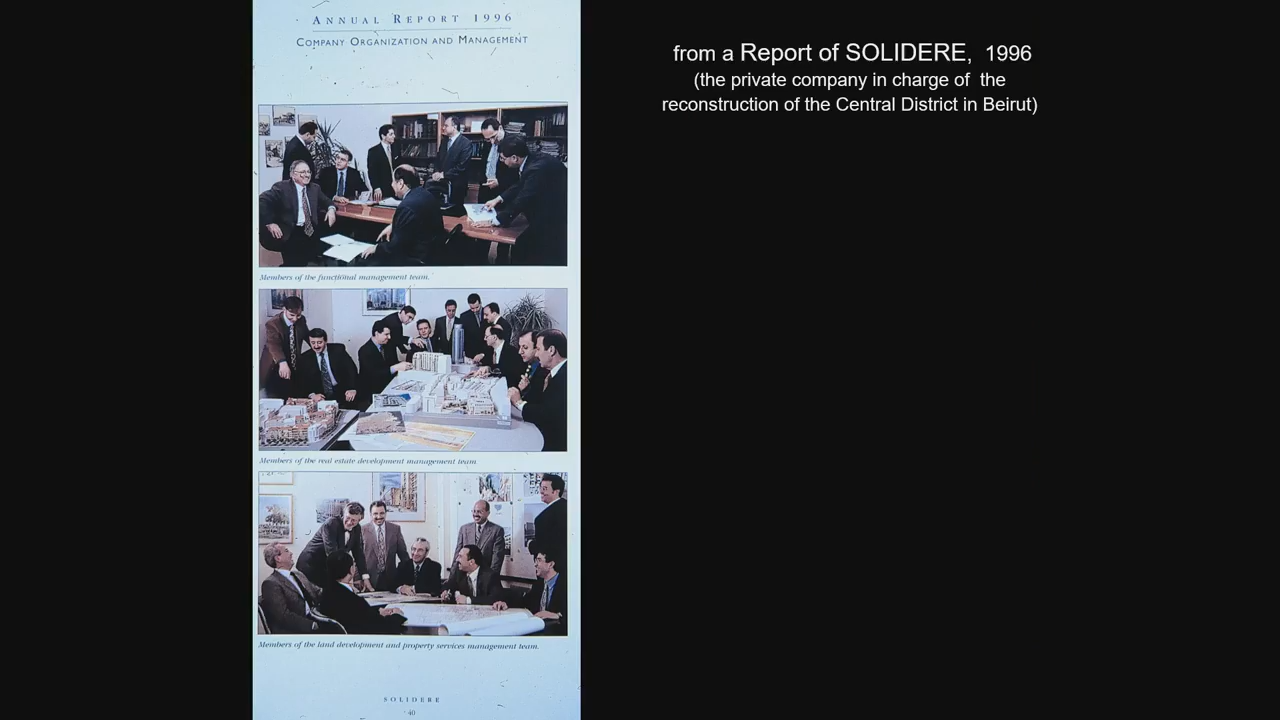 ANNUAL REPORT 1996
COMPANY ORGANIZATION AND MANAGEMENT
Members of the functional management team.
Members of the real estate development management team
Members of the land development and property services management team.
SOLIDERE
40
from a Report of SOLIDERE, 1996
(the private company in charge of the
reconstruction of the Central District in Beirut)